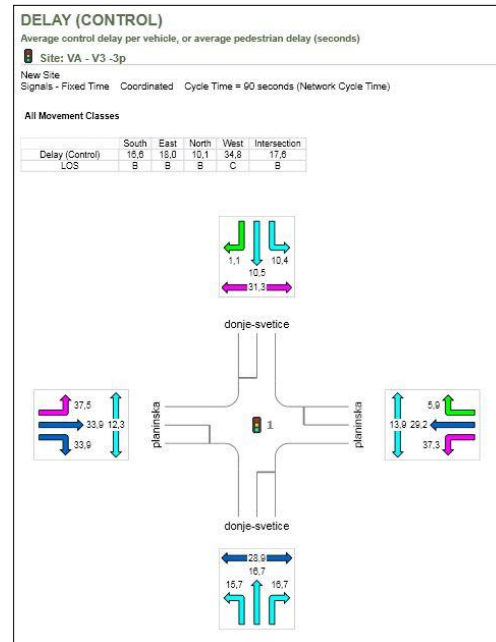 DELAY (CONTROL)
Average control delay per vehicle, or average pedestrian delay (seconds)
Site: VA - V3 -3p
New Site
Signals - Fixed Time Coordinated Cycle Time = 90 seconds (Network Cycle Time)
All Movement Classes
South East North West Intersection
Delay (Control) 16,6 18,0 10,1 34,8 17,6
LOS B B B C B
1,1 10,4
10,5
31,3
donje-svetice
37,5
33,9 12,3
33,9
planinska
1
planinska
5,9
13,9 29,2
37,3
donje-svetice
28,9
16,7
15,7 16,7